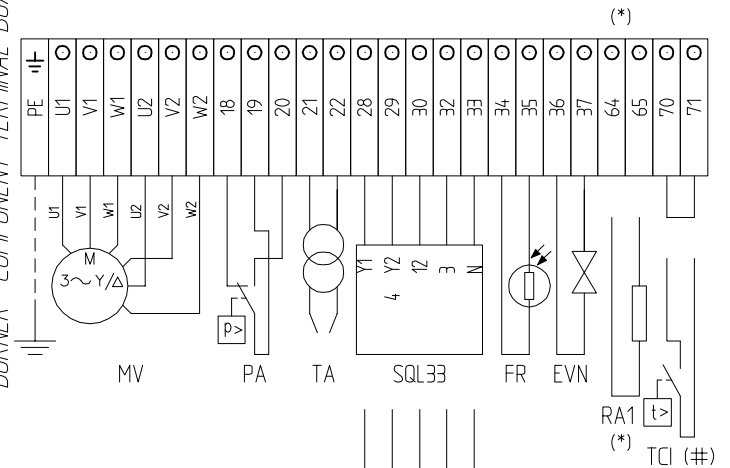 (*)
PE U1 V1 W1 U2 V2 W2 18 19 20 21 22 28 29 30 32 33 34 35 36 37 64 65 70 71
U1 V1 W1 U2 V2 W2
M
3~ Y/△
Y1 Y2 12 3 N
4
p>
MV PA TA SQL33 FR EVN
RA1
(*)
t>
TCI (#)
BURNER COMPONENT TERMINAL